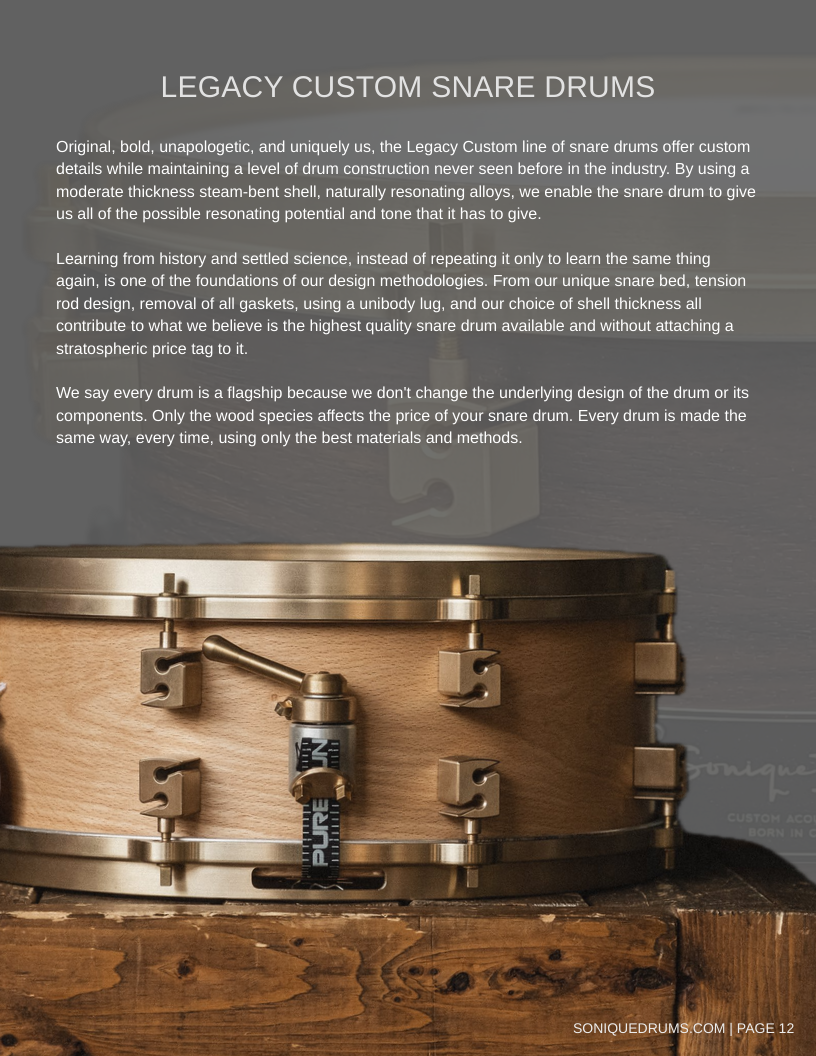 LEGACY CUSTOM SNARE DRUMS
Original, bold, unapologetic, and uniquely us, the Legacy Custom line of snare drums offer custom
details while maintaining a level of drum construction never seen before in the industry. By using a
moderate thickness steam-bent shell, naturally resonating alloys, we enable the snare drum to give
us all of the possible resonating potential and tone that it has to give.
Learning from history and settled science, instead of repeating it only to learn the same thing
again, is one of the foundations of our design methodologies. From our unique snare bed, tension
rod design, removal of all gaskets, using a unibody lug, and our choice of shell thickness all
contribute to what we believe is the highest quality snare drum available and without attaching a
stratospheric price tag to it.
We say every drum is a flagship because we don't change the underlying design of the drum or its
components. Only the wood species affects the price of your snare drum. Every drum is made the
same way, every time, using only the best materials and methods.
PURE
Sonique
CUSTOM
BORN IN
SONIQUEDRUMS.COM | PAGE 12